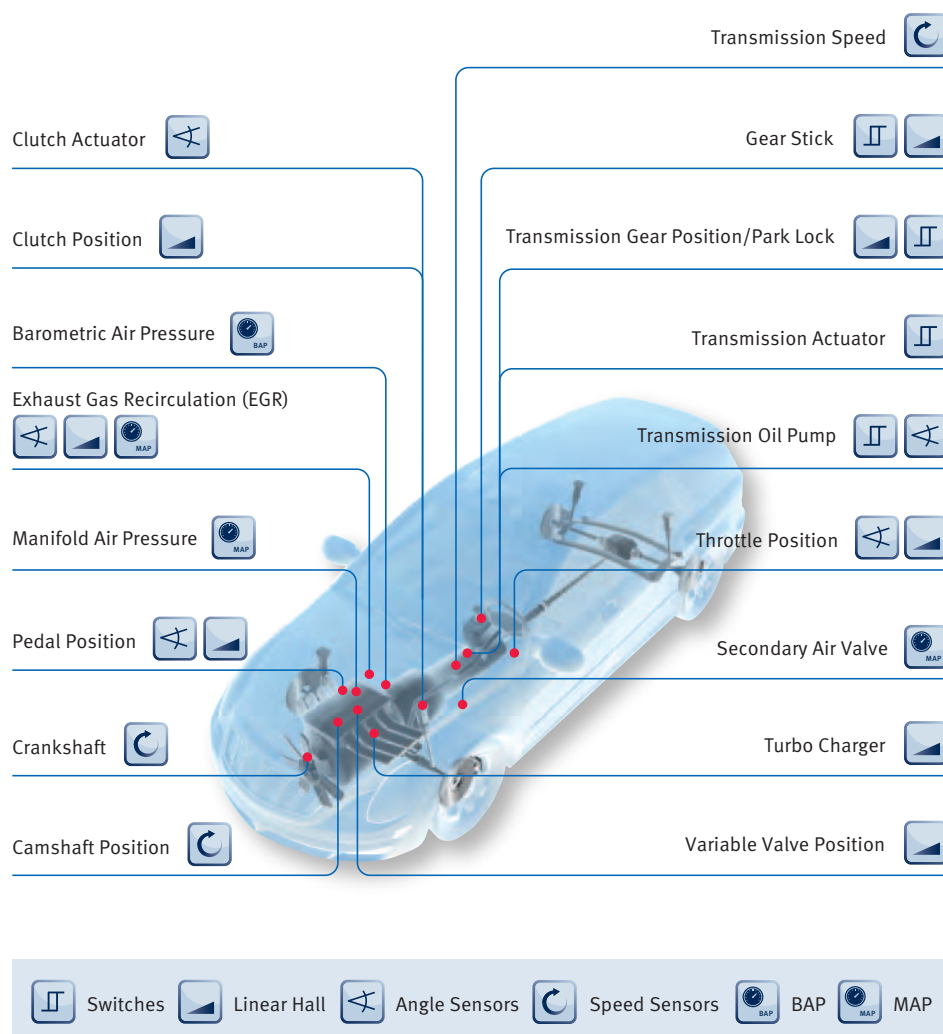 Transmission Speed
Clutch Actuator
Gear Stick
Clutch Position
Transmission Gear Position/Park Lock
Barometric Air Pressure
BAP
Transmission Actuator
Exhaust Gas Recirculation (EGR)
MAP
Transmission Oil Pump
Manifold Air Pressure
MAP
Throttle Position
Pedal Position
Secondary Air Valve
MAP
Crankshaft
Turbo Charger
Camshaft Position
Variable Valve Position
Switches
Linear Hall
Angle Sensors
Speed Sensors
BAP
BAP
MAP
MAP